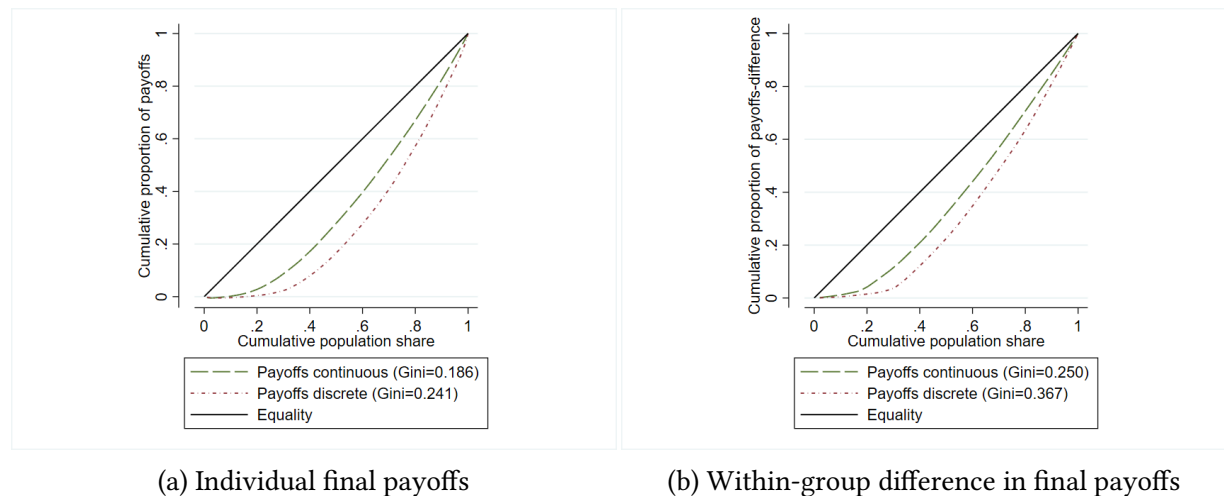 Cumulative proportion of payoffs
1
.8
.6
.4
.2
0
0 .2 .4 .6 .8 1
Cumulative population share
Payoffs continuous (Gini=0.186)
Payoffs discrete (Gini=0.241)
Equality
(a) Individual final payoffs
Cumulative proportion of payoffs-difference
1
.8
.6
.4
.2
0
0 .2 .4 .6 .8 1
Cumulative population share
Payoffs continuous (Gini=0.250)
Payoffs discrete (Gini=0.367)
Equality
(b) Within-group difference in final payoffs